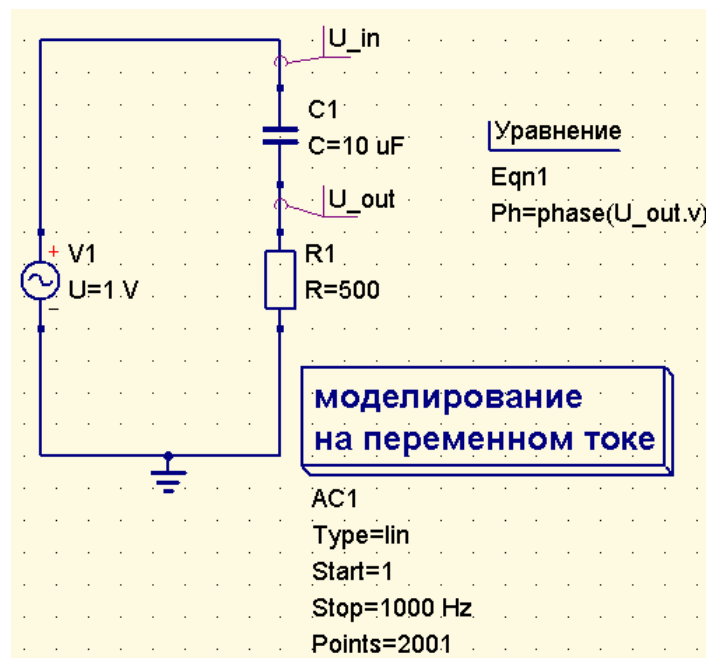 U_in
C1
C=10 uF
Уравнение
Eqn1
Ph=phase(U_out.v)
U_out
+ V1
U=1 V
−
R1
R=500
моделирование
на переменном токе
AC1
Type=lin
Start=1
Stop=1000 Hz
Points=2001